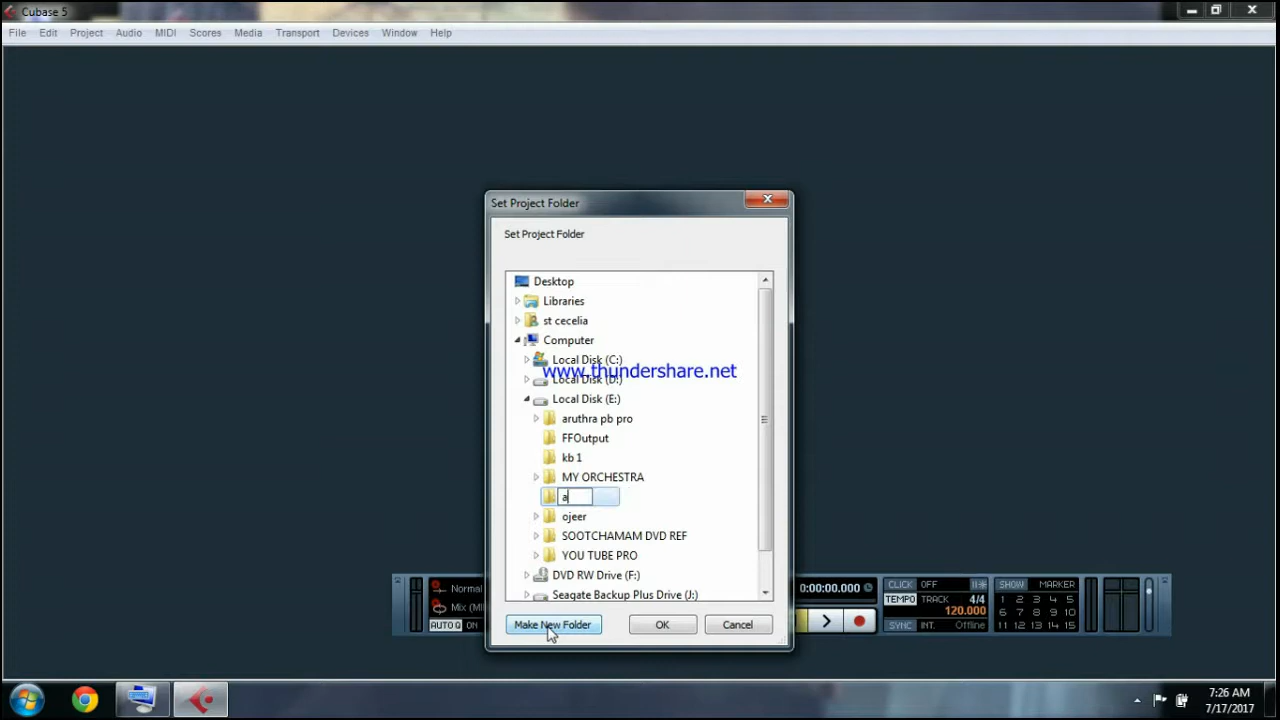 Cubase 5
File Edit Project Audio MIDI Scores Media Transport Devices Window Help
Set Project Folder
Set Project Folder
Desktop
Libraries
st cecelia
Computer
Local Disk (C:)
www.thundershare.net
Local Disk (D:)
Local Disk (E:)
aruthra pb pro
FFOutput
kb 1
MY ORCHESTRA
a
ojeer
SOOTCHAMAM DVD REF
YOU TUBE PRO
DVD RW Drive (F:)
Seagate Backup Plus Drive (J:)
Make New Folder OK Cancel
Normal
Mix (MI
AUTO Q ON
0:00:00.000
CLICK OFF
TEMPO TRACK 4/4
120.000
SYNC INT. Offline
SHOW MARKER
1 2 3 4 5
6 7 8 9 10
11 12 13 14 15
7:26 AM
7/17/2017